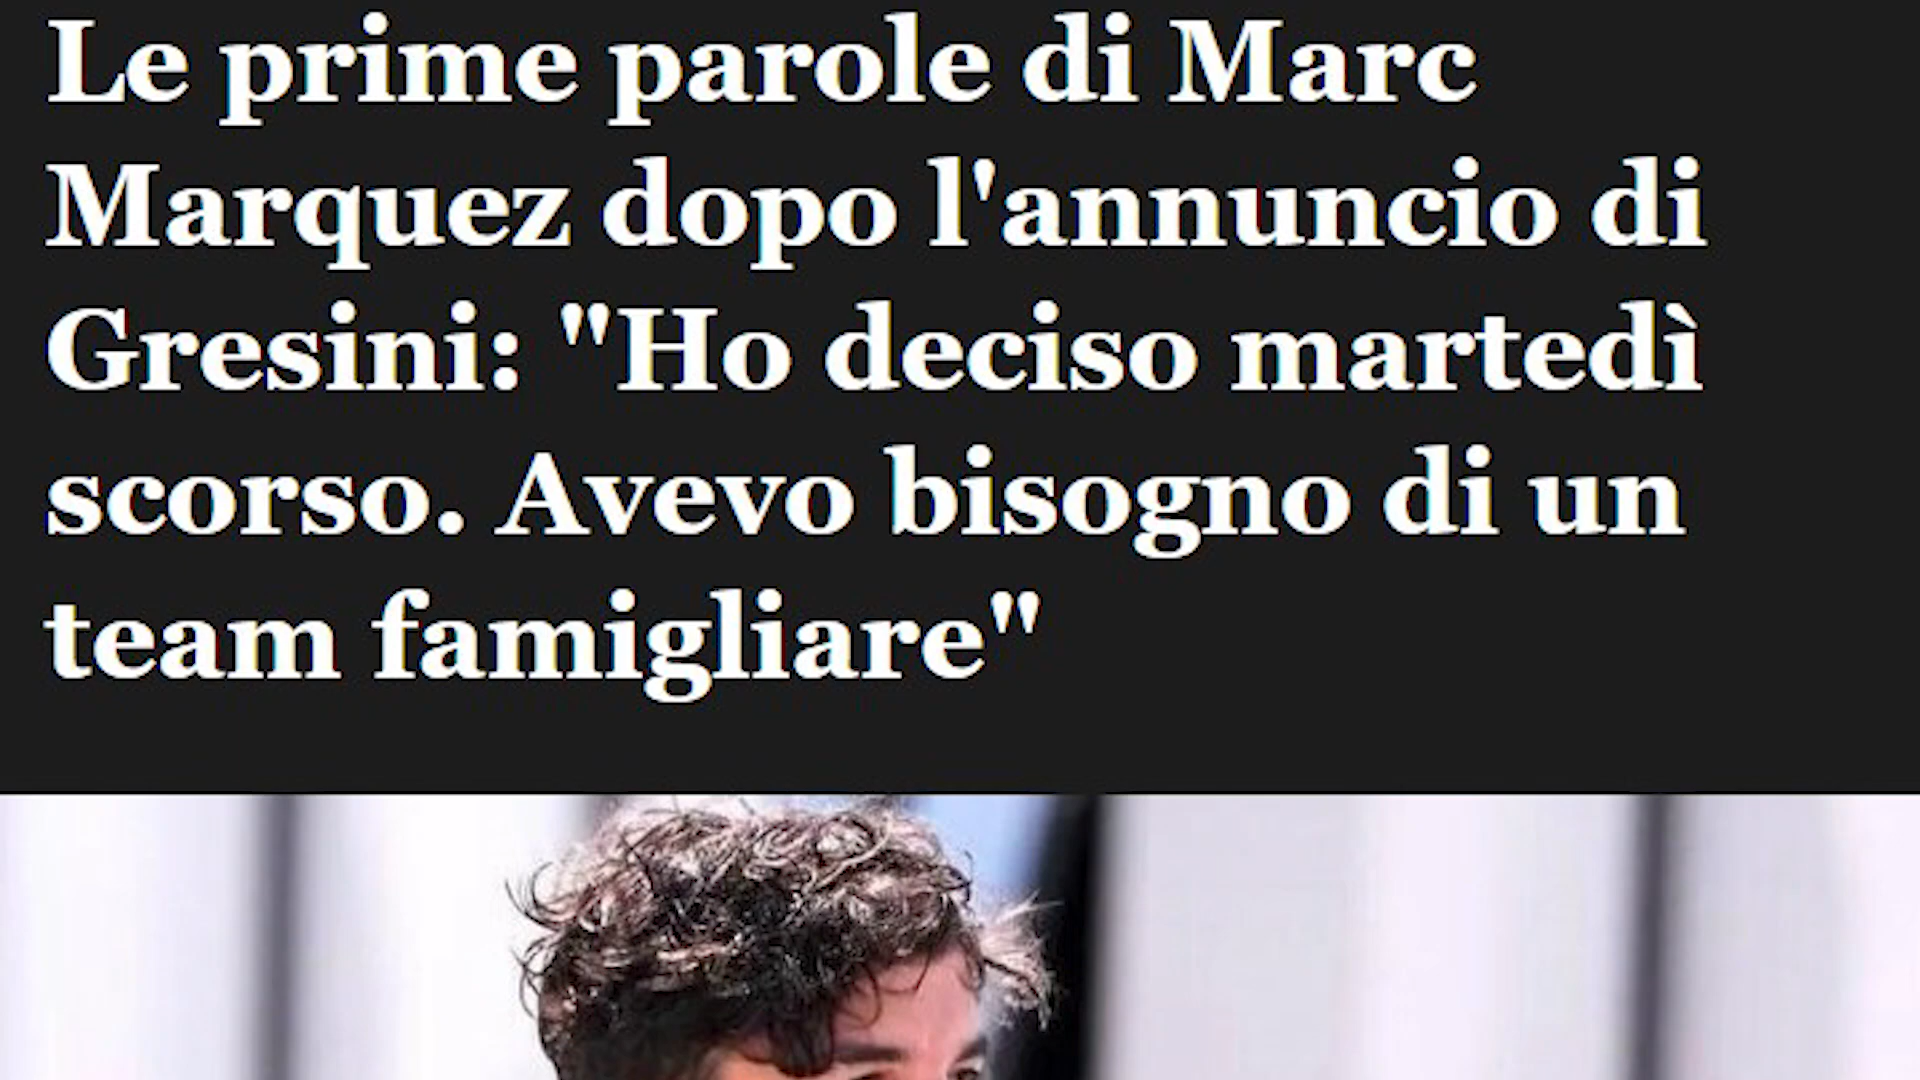 Le prime parole di Marc
Marquez dopo l'annuncio di
Gresini: "Ho deciso martedì
scorso. Avevo bisogno di un
team famigliare"